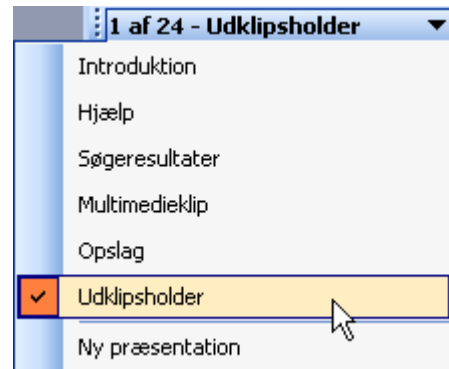 1 af 24 - Udklipsholder
Introduktion
Hjælp
Søgeresultater
Multimedieklip
Opslag
Udklipsholder
Ny præsentation